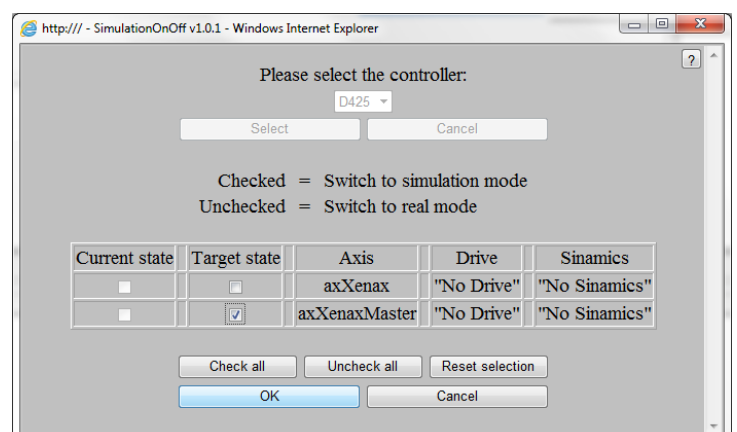 http:/// - SimulationOnOff v1.0.1 - Windows Internet Explorer
?
Please select the controller:
D425
Select Cancel
Checked = Switch to simulation mode
Unchecked = Switch to real mode
Current state Target state Axis Drive Sinamics
axXenax "No Drive" "No Sinamics"
axXenaxMaster "No Drive" "No Sinamics"
Check all Uncheck all Reset selection
OK Cancel